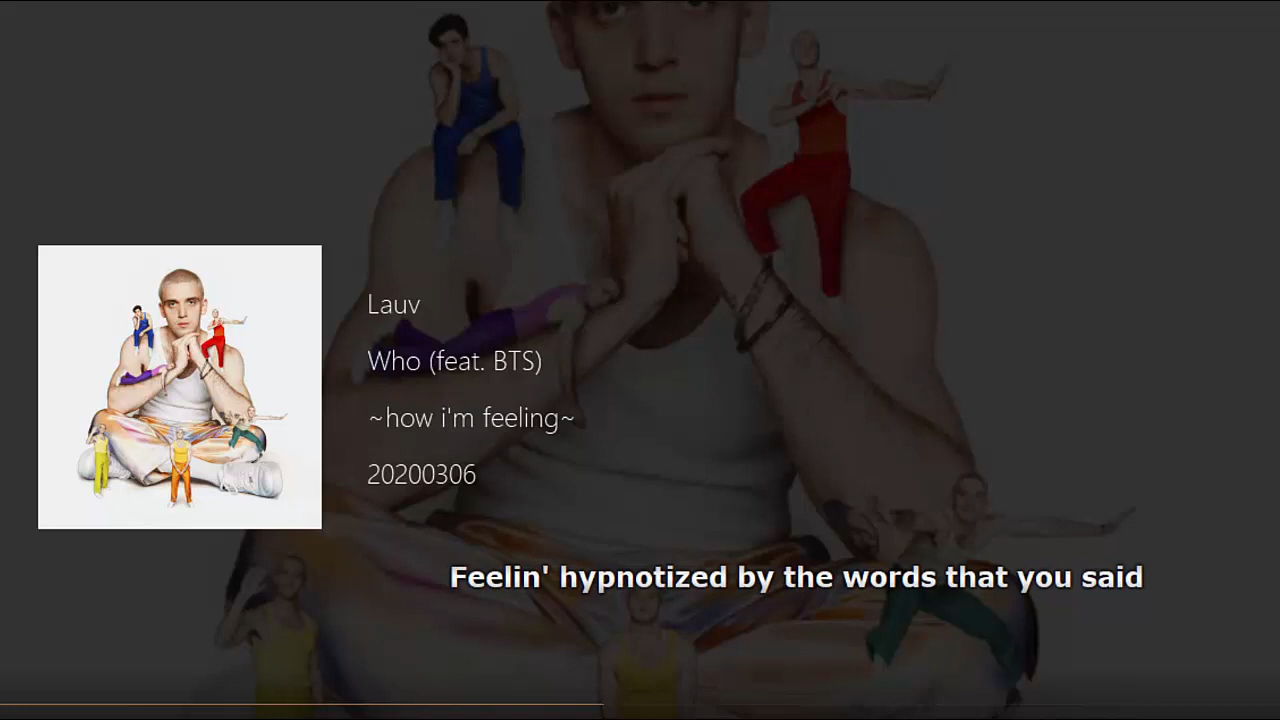 Lauv
Who (feat. BTS)
~how i'm feeling~
20200306
Feelin' hypnotized by the words that you said